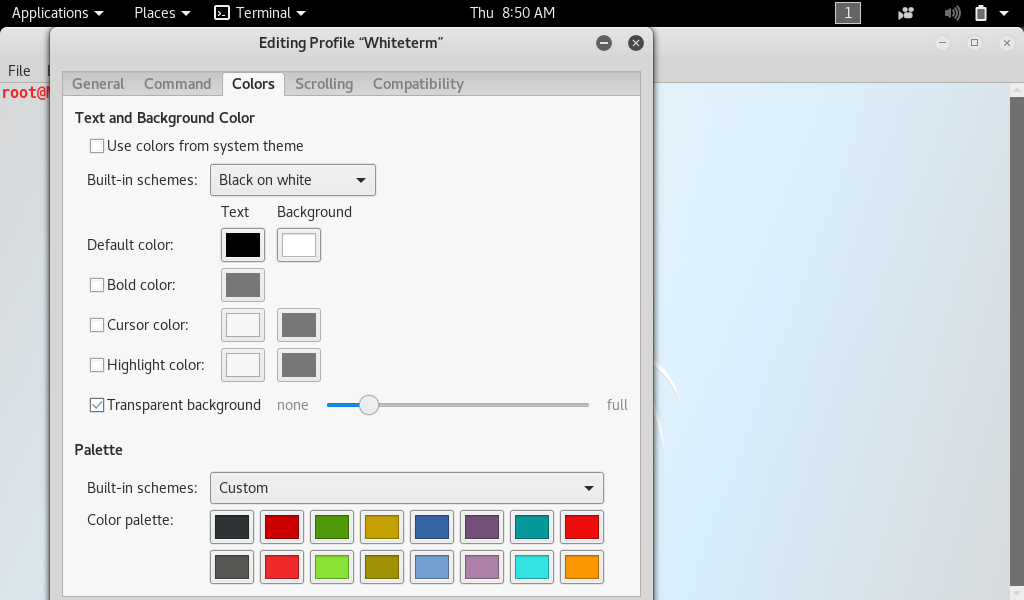 Applications Places Terminal Thu 8:50 AM 1
Editing Profile “Whiteterm”
File
General Command Colors Scrolling Compatibility
root@
Text and Background Color
Use colors from system theme
Built-in schemes: Black on white
Text Background
Default color:
Bold color:
Cursor color:
Highlight color:
Transparent background none full
Palette
Built-in schemes: Custom
Color palette: